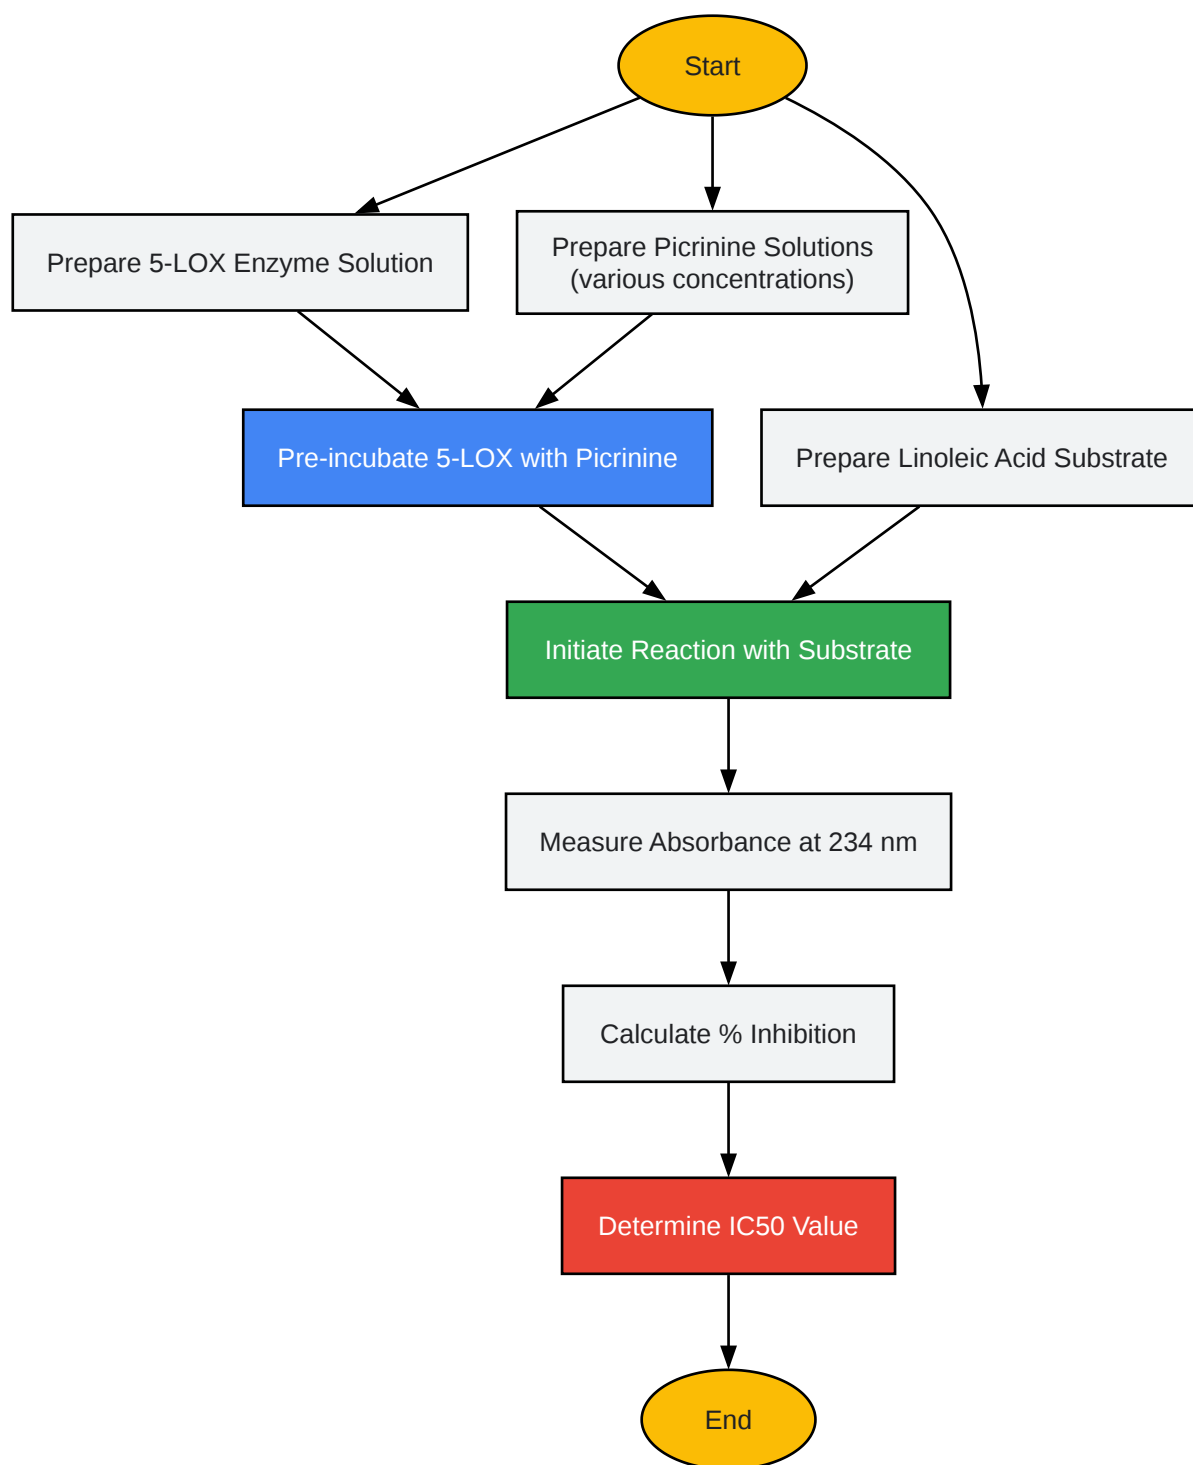 Start
Prepare 5-LOX Enzyme Solution
Prepare Picrinine Solutions
(various concentrations)
Pre-incubate 5-LOX with Picrinine
Prepare Linoleic Acid Substrate
Initiate Reaction with Substrate
Measure Absorbance at 234 nm
Calculate % Inhibition
Determine IC50 Value
End